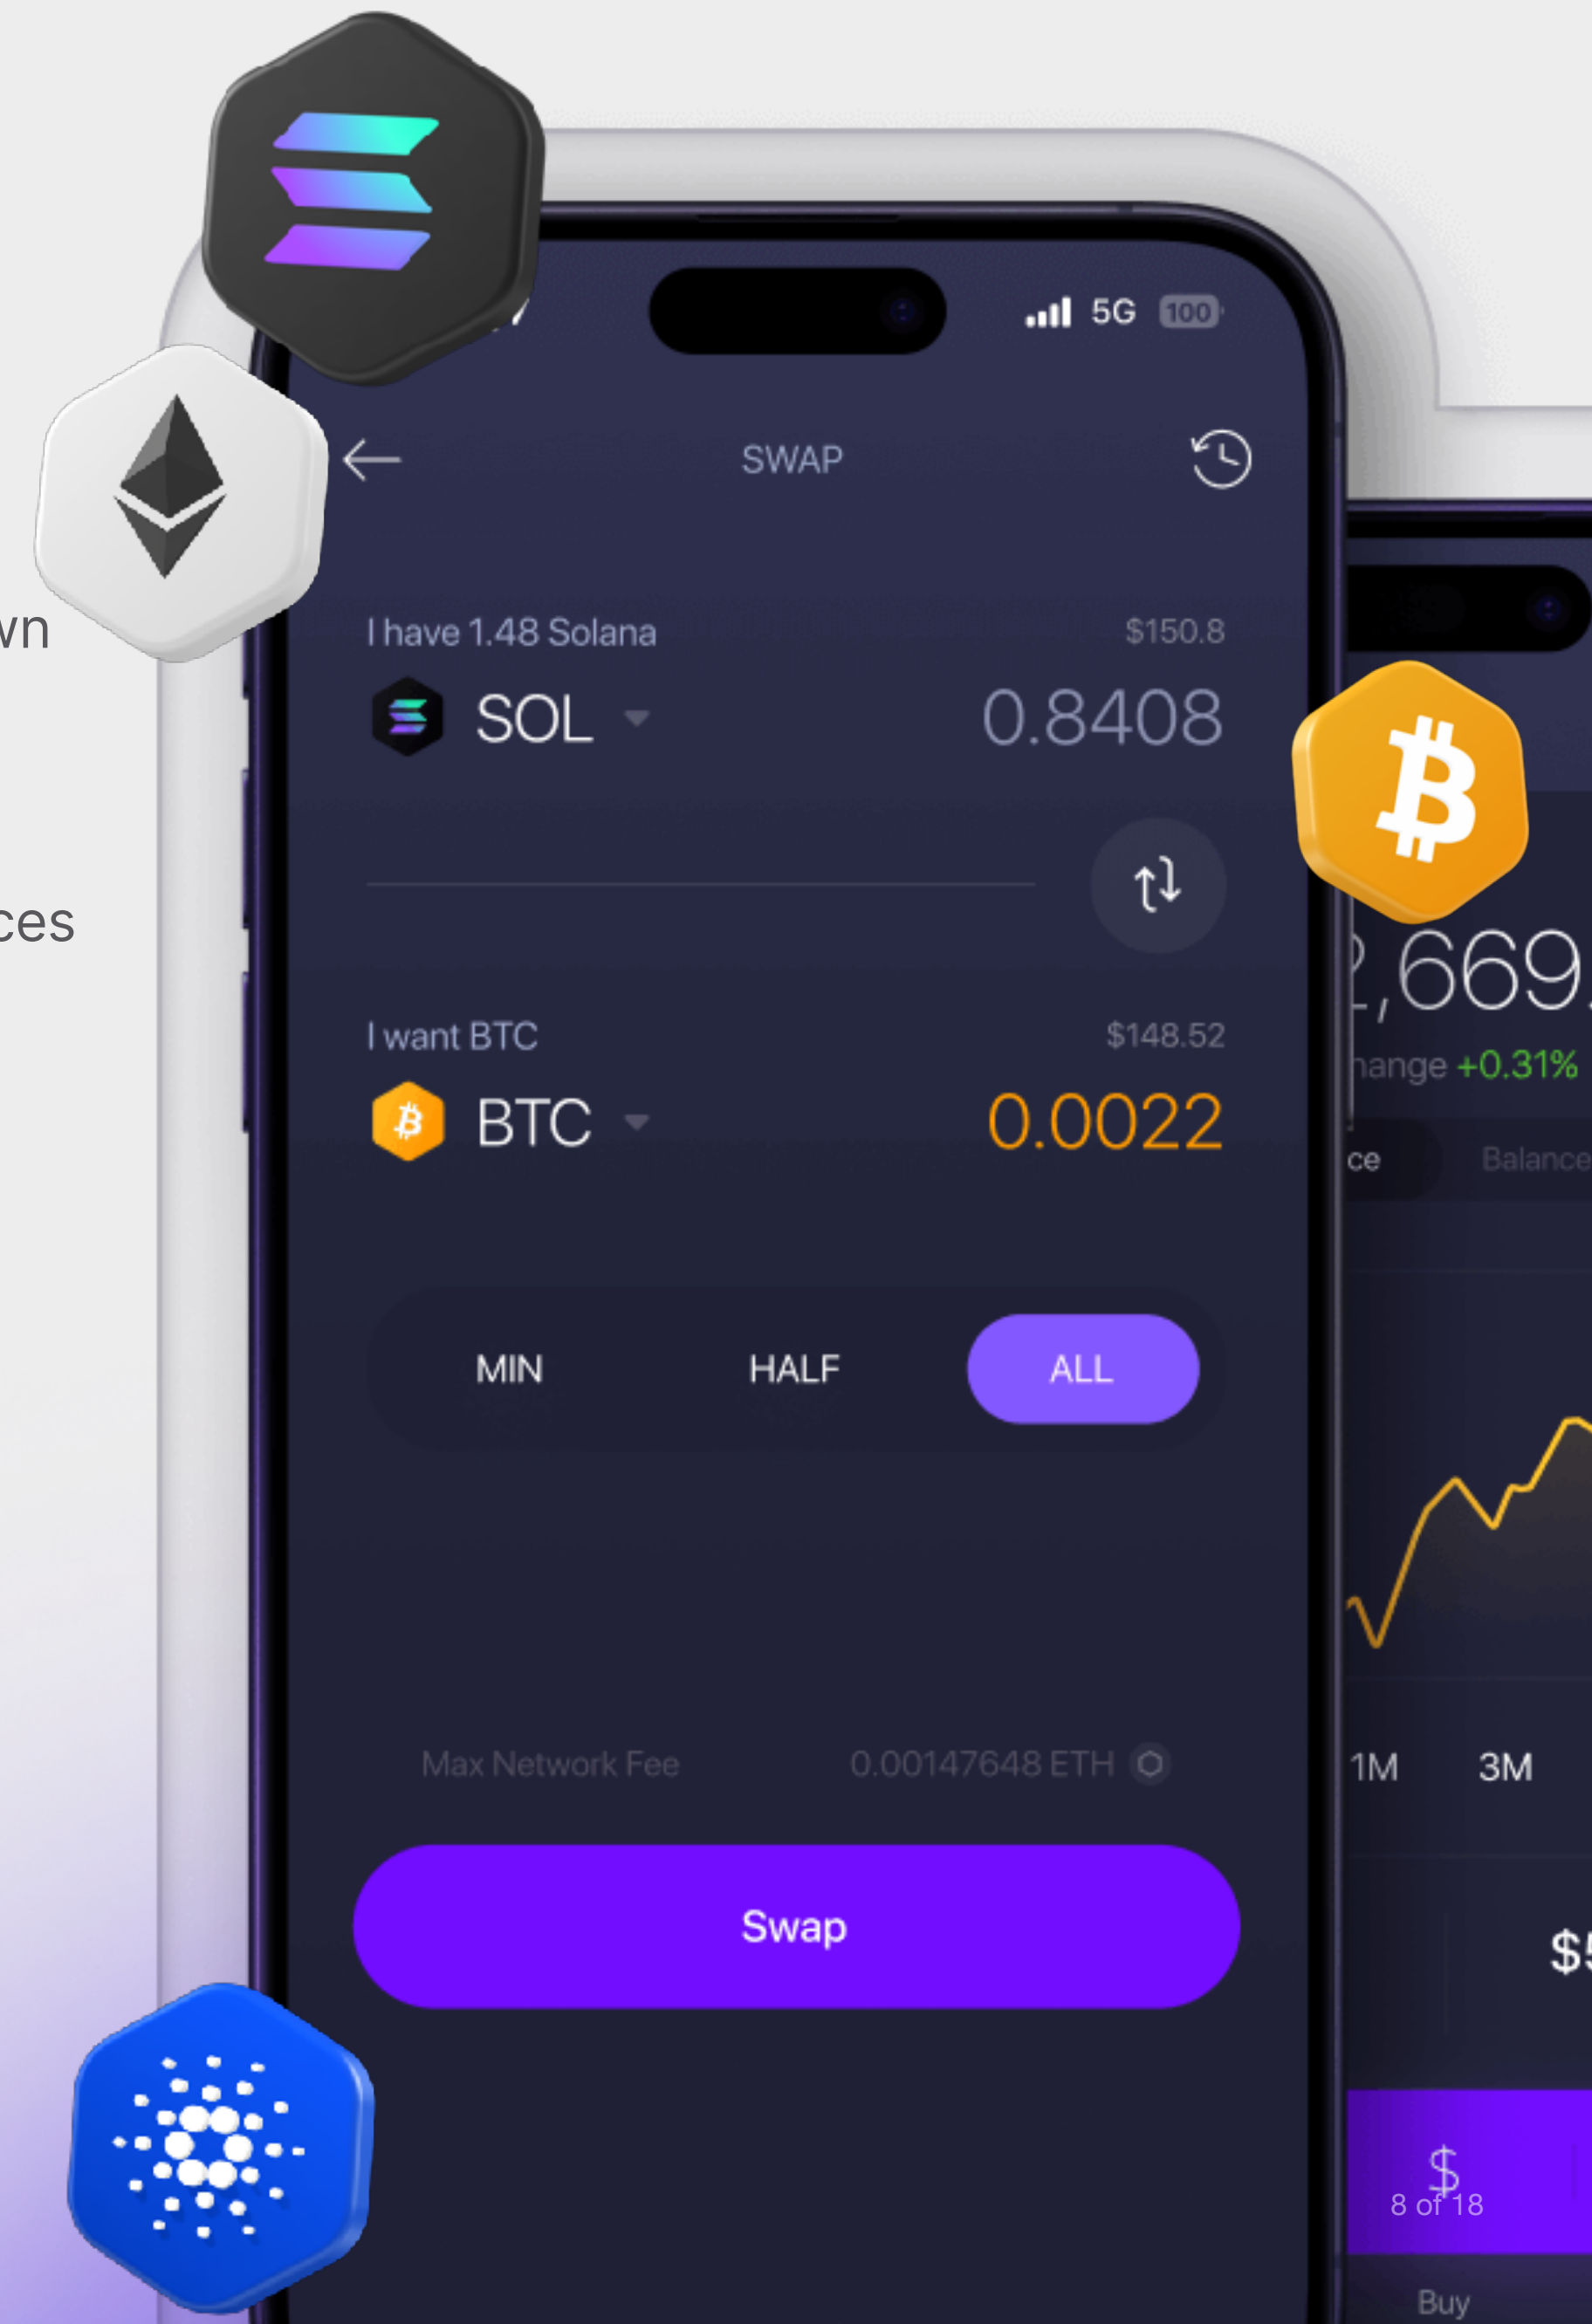 5G 100
SWAP
I have 1.48 Solana $150.8
SOL 0.8408
I want BTC $148.52
BTC 0.0022
MIN HALF ALL
Max Network Fee 0.00147648 ETH
Swap
wn
ces
,669
hange +0.31%
ce Balance
1M 3M
$
$
8 of 18
Buy